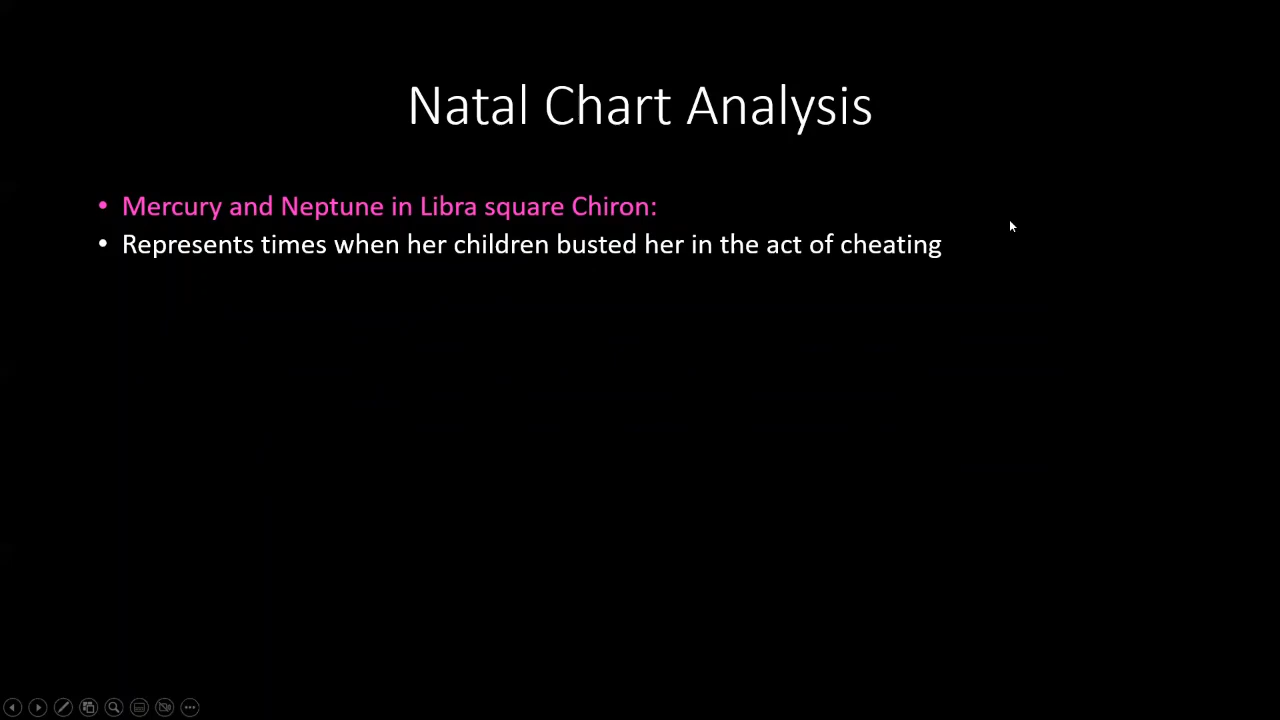 Natal Chart Analysis
• Mercury and Neptune in Libra square Chiron:
• Represents times when her children busted her in the act of cheating